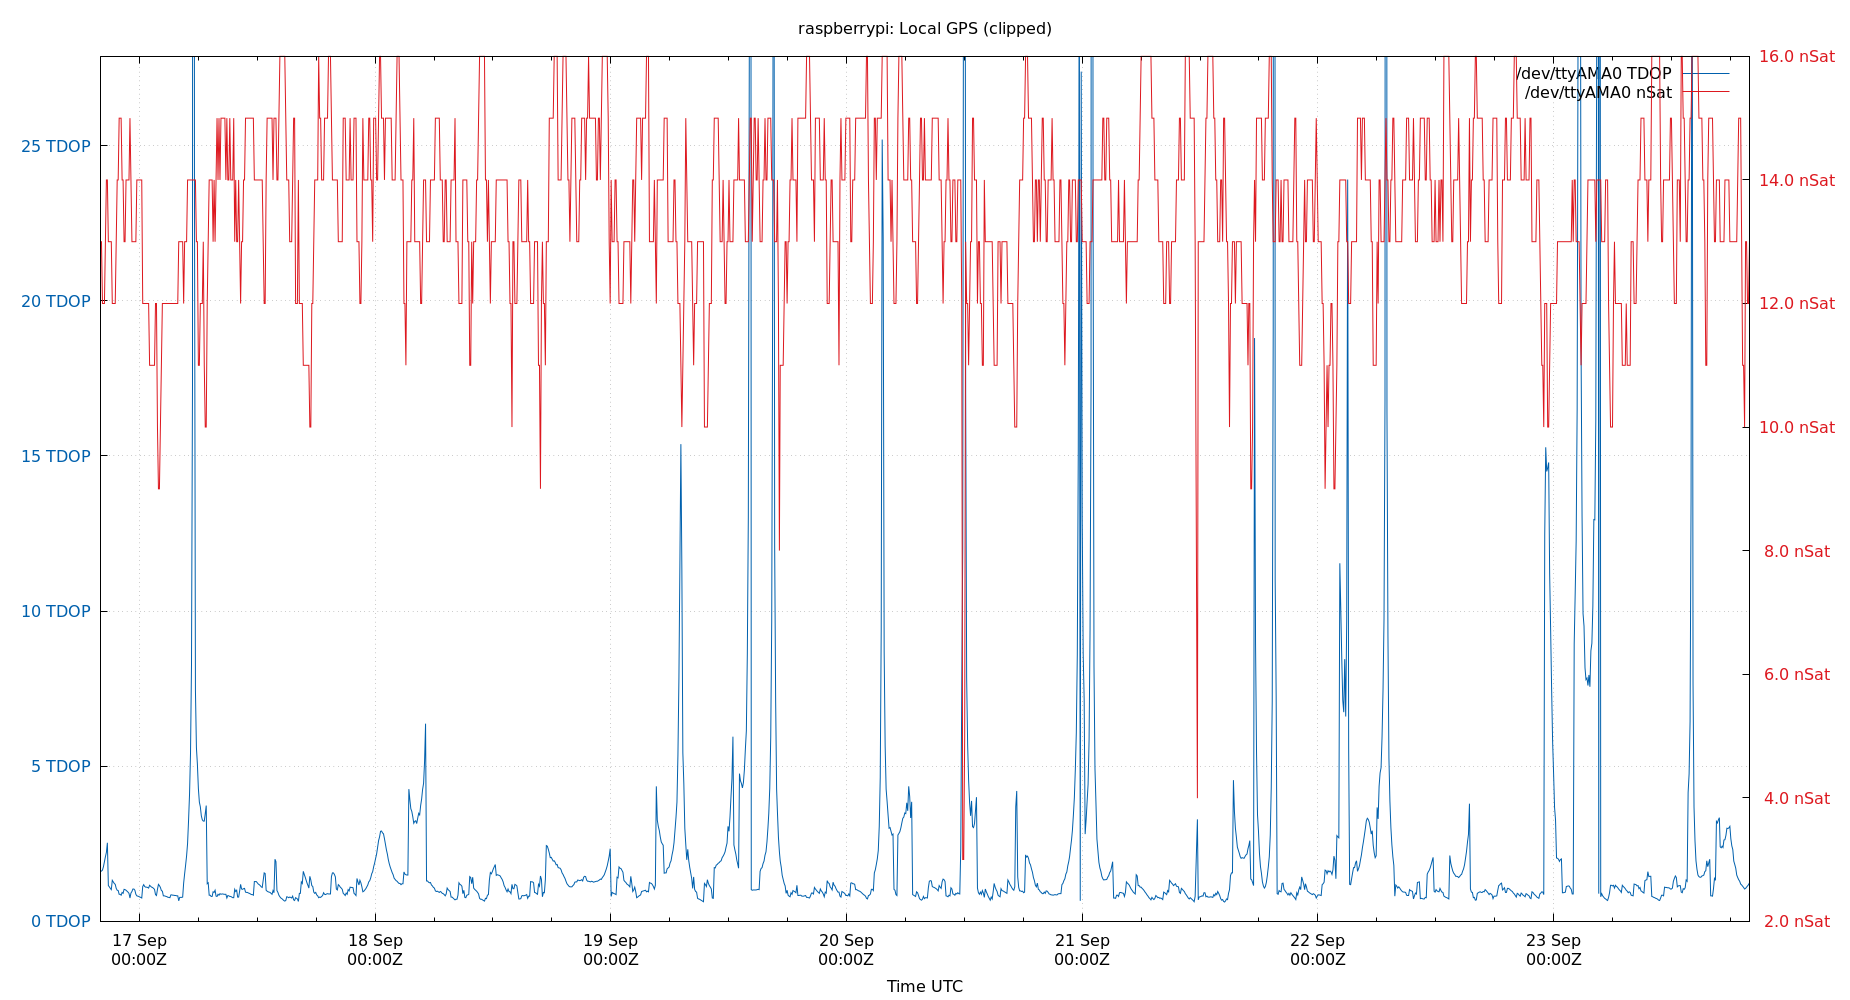 raspberrypi: Local GPS (clipped)
/dev/ttyAMA0 TDOP
/dev/ttyAMA0 nSat
25 TDOP
20 TDOP
15 TDOP
10 TDOP
5 TDOP
0 TDOP
16.0 nSat
14.0 nSat
12.0 nSat
10.0 nSat
8.0 nSat
6.0 nSat
4.0 nSat
2.0 nSat
17 Sep
00:00Z
18 Sep
00:00Z
19 Sep
00:00Z
20 Sep
00:00Z
21 Sep
00:00Z
22 Sep
00:00Z
23 Sep
00:00Z
Time UTC